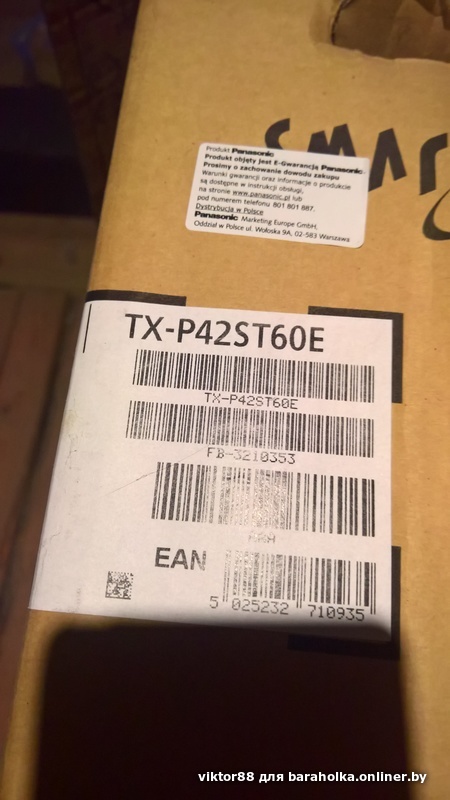 SMAR
Produkt Panasonic
Produkt objęty jest E-Gwarancją Panasonic.
Prosimy o zachowanie dowodu zakupu
Warunki gwarancji oraz informacje o produkcie
są dostępne w instrukcji obsługi,
na stronie www.panasonic.pl lub
pod numerem telefonu 801 801 887.
Dystrybucja w Polsce
Panasonic Marketing Europe GmbH,
Oddział w Polsce ul. Wołoska 9A, 02-583 Warszawa
TX-P42ST60E
TX-P42ST60E
FB-3210353
EAN
5 025232 710935
viktor88 для baraholka.onliner.by